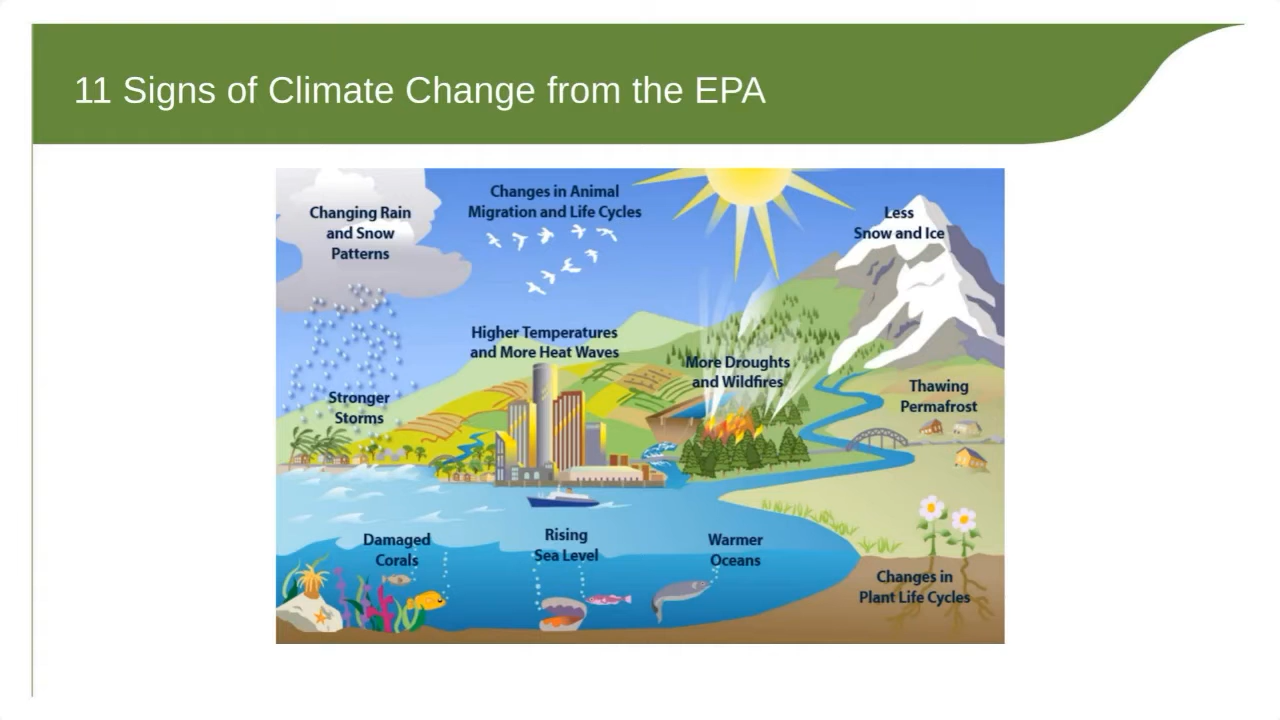 11 Signs of Climate Change from the EPA
Changing Rain
and Snow
Patterns
Changes in Animal
Migration and Life Cycles
Less
Snow and Ice
Higher Temperatures
and More Heat Waves
More Droughts
and Wildfires
Stronger
Storms
Thawing
Permafrost
Damaged
Corals
Rising
Sea Level
Warmer
Oceans
Changes in
Plant Life Cycles